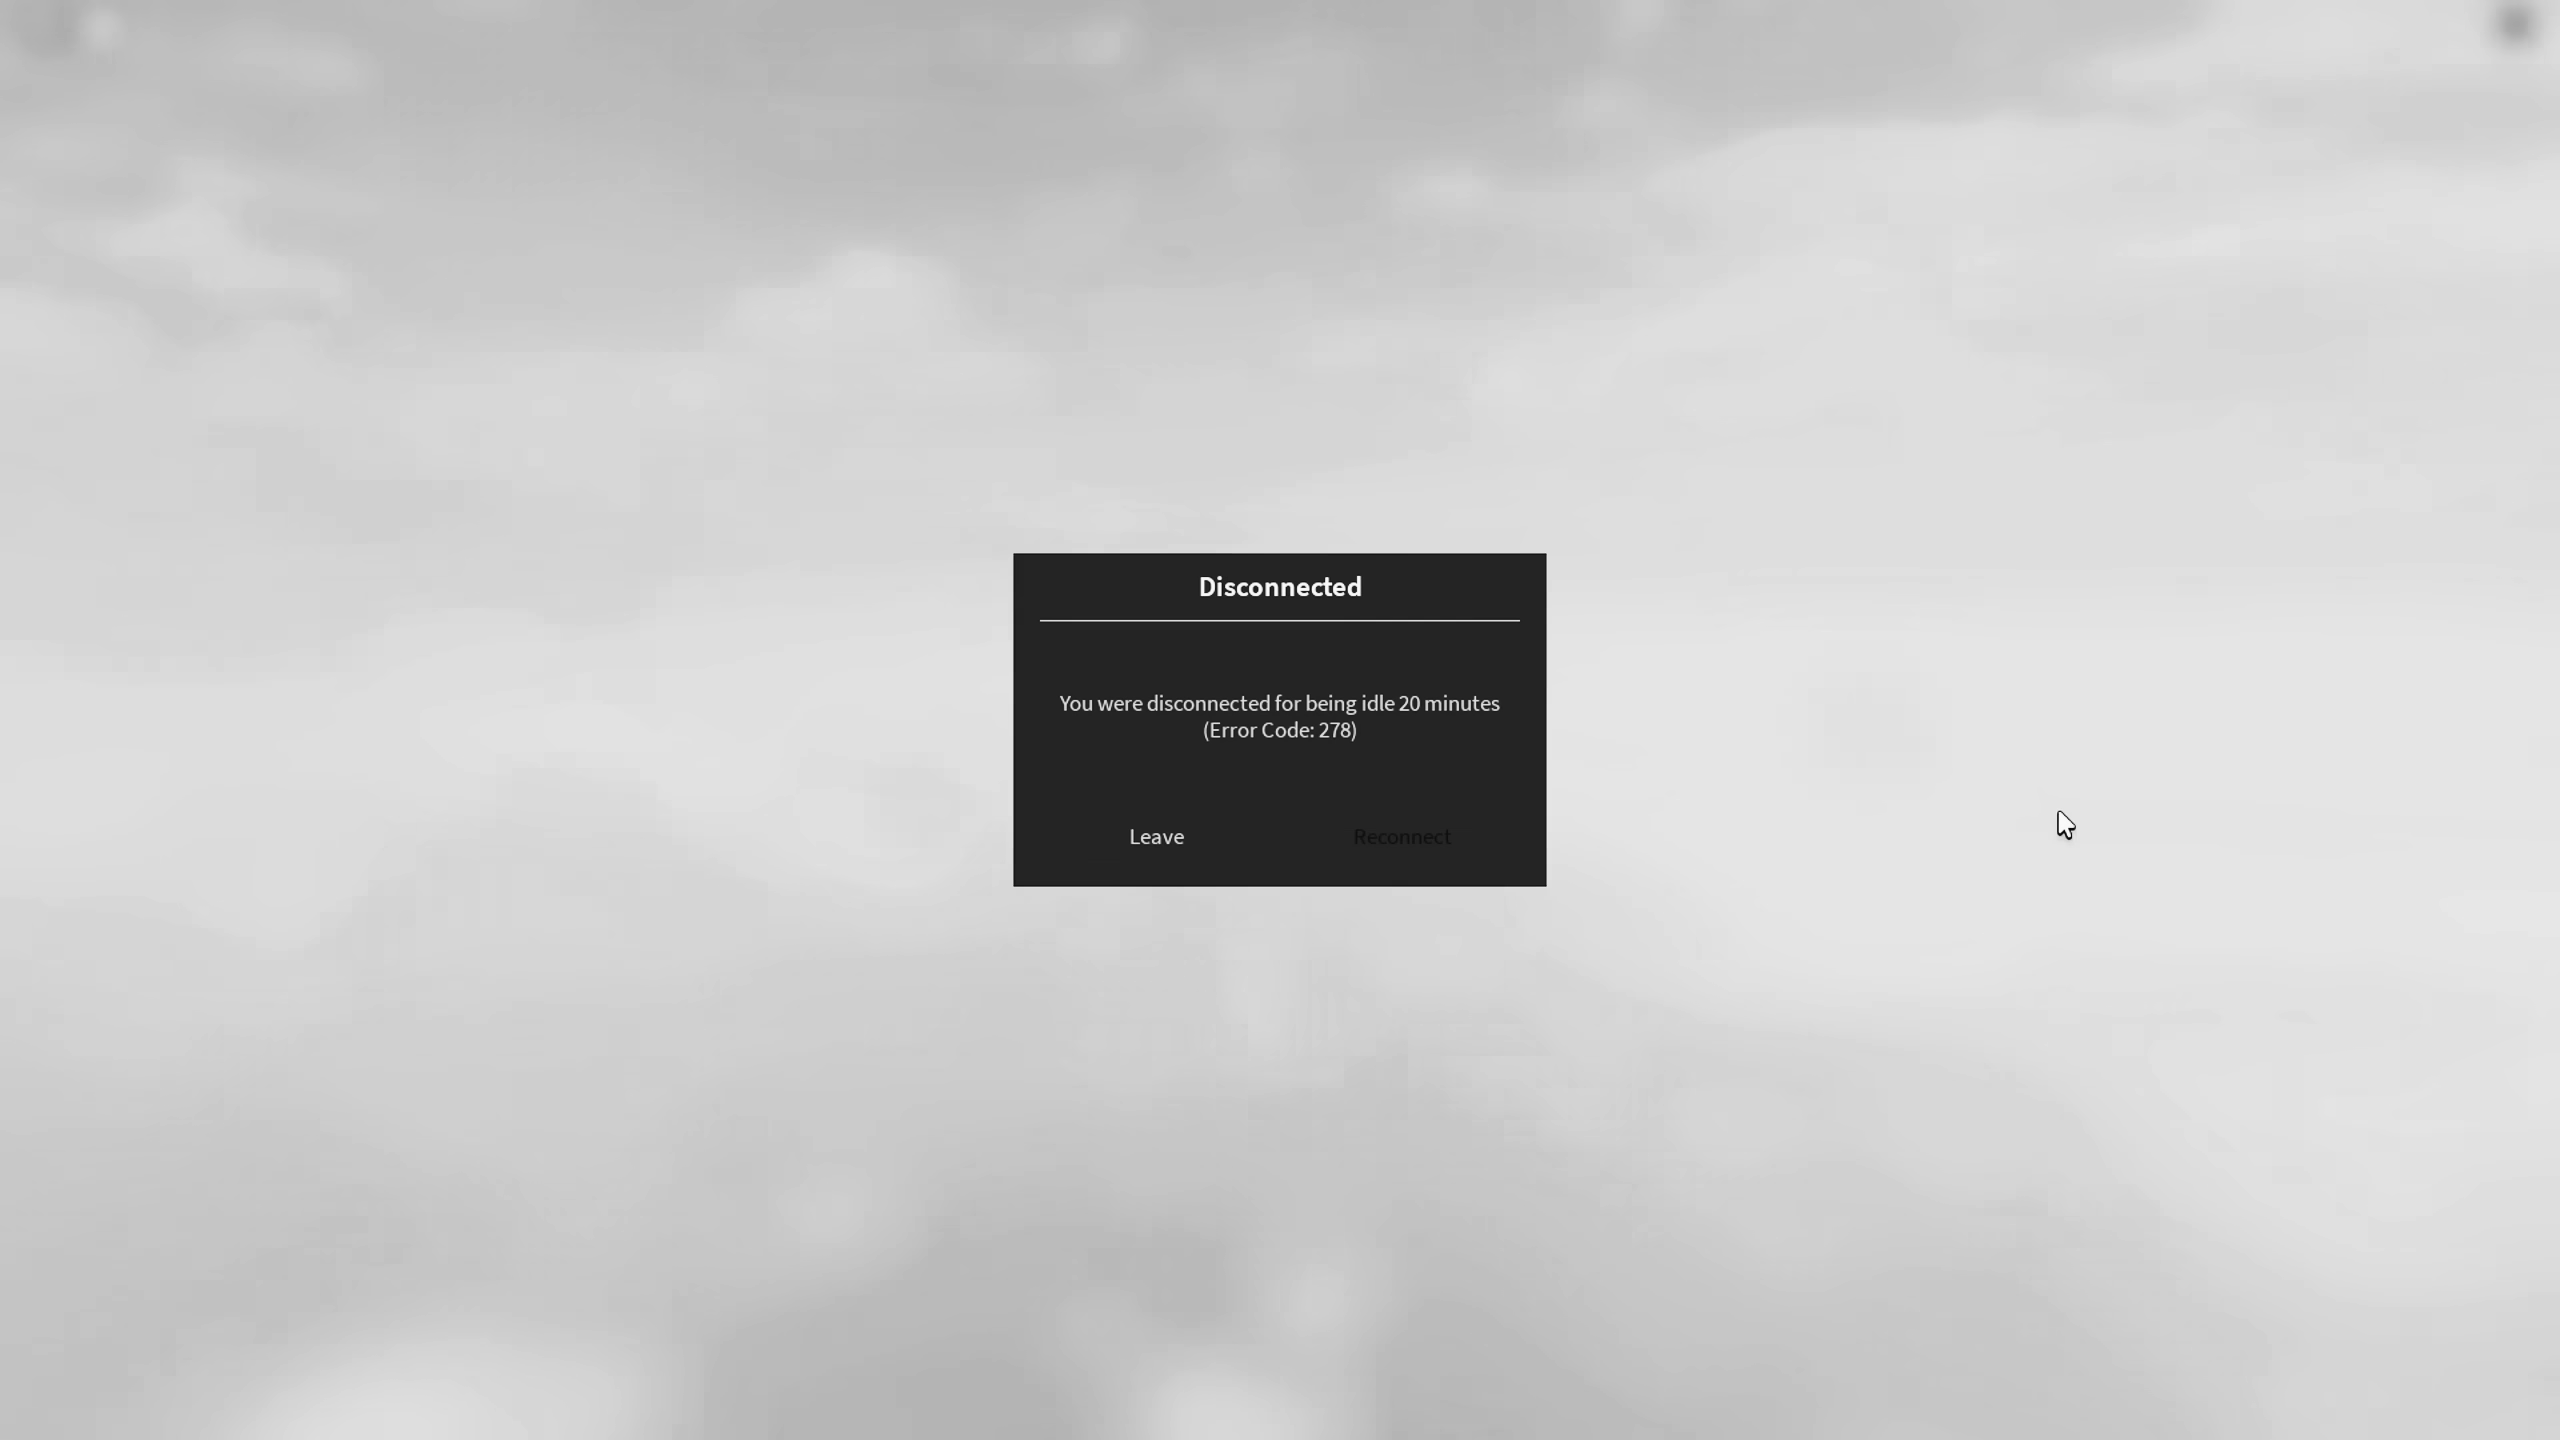 Disconnected
You were disconnected for being idle 20 minutes
(Error Code: 278)
Leave
Reconnect